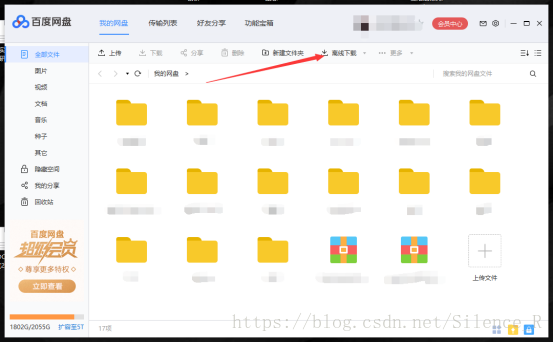 百度网盘
我的网盘 传输列表 好友分享 功能宝箱
会员中心
上传 下载 分享 删除 新建文件夹 离线下载 更多
全部文件
我的网盘 >
搜索我的网盘文件
图片
视频
文档
音乐
种子
其它
隐藏空间
我的分享
回收站
百度网盘
超级会员
尊享更多特权
立即查看
上传文件
1802G/2055G 扩容至5T
17项
https://blog.csdn.net/Silence_R